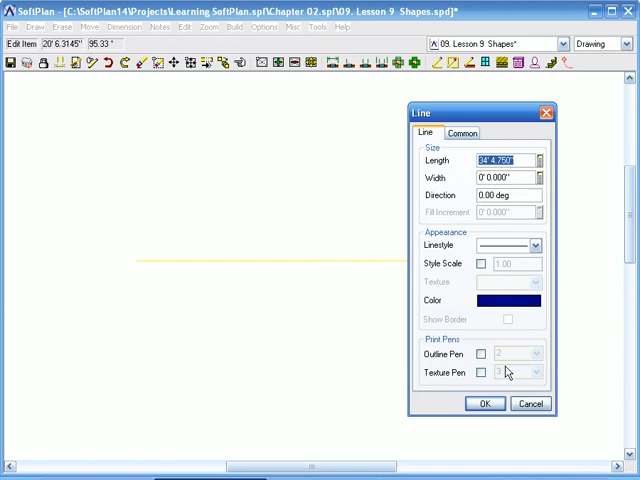 SoftPlan - [C:\SoftPlan14\Projects\Learning SoftPlan.spf\Chapter 02.spf\09. Lesson 9 Shapes.spd]*
File Draw Erase Move Dimension Notes Edit Zoom Build Options Misc Tools Help
Edit Item 20' 6.3145" 95.33 ° 09. Lesson 9 Shapes* Drawing
Line
Line Common
Size
Length 34' 4.750"
Width 0' 0.000"
Direction 0.00 deg
Fill Increment 0' 0.000"
Appearance
Linestyle
Style Scale 1.00
Texture
Color
Show Border
Print Pens
Outline Pen 2
Texture Pen 3
OK Cancel